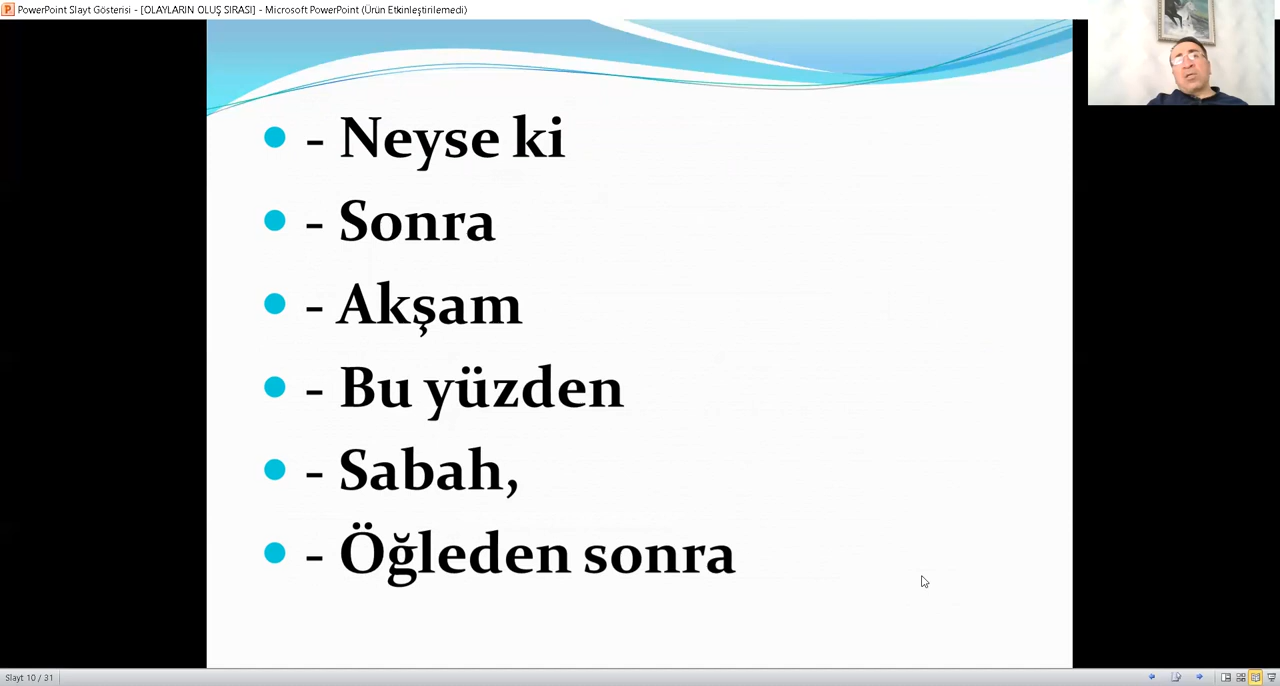 PowerPoint Slayt Gösterisi - [OLAYLARIN OLUŞ SIRASI] - Microsoft PowerPoint (Ürün Etkinleştirilemedi)
- Neyse ki
- Sonra
- Akşam
- Bu yüzden
- Sabah,
- Öğleden sonra
Slayt 10 / 31